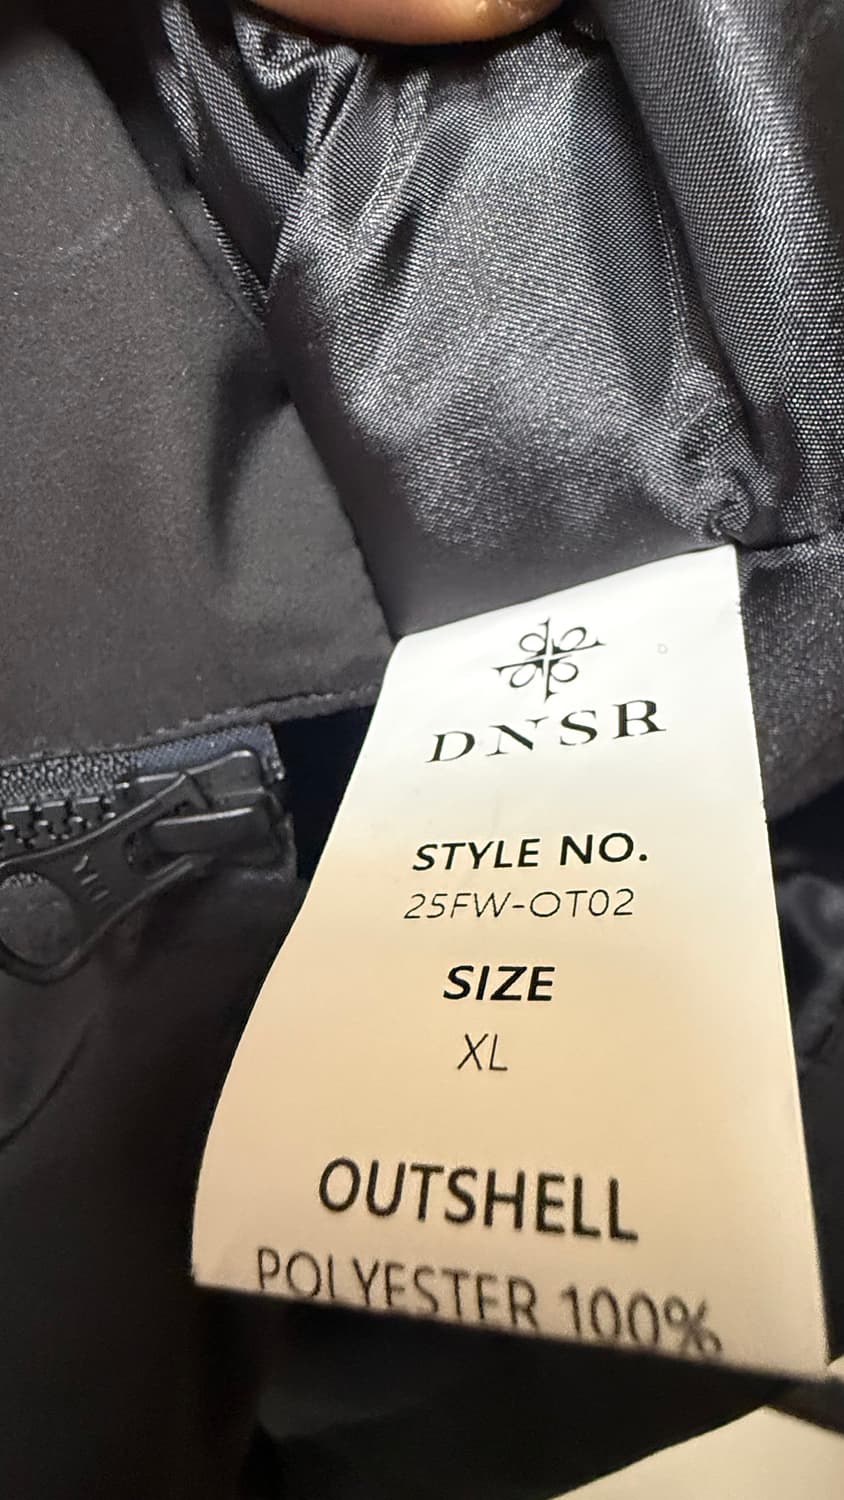 DNSR
STYLE NO.
25FW-OT02
SIZE
XL
OUTSHELL
POLYESTER 100%